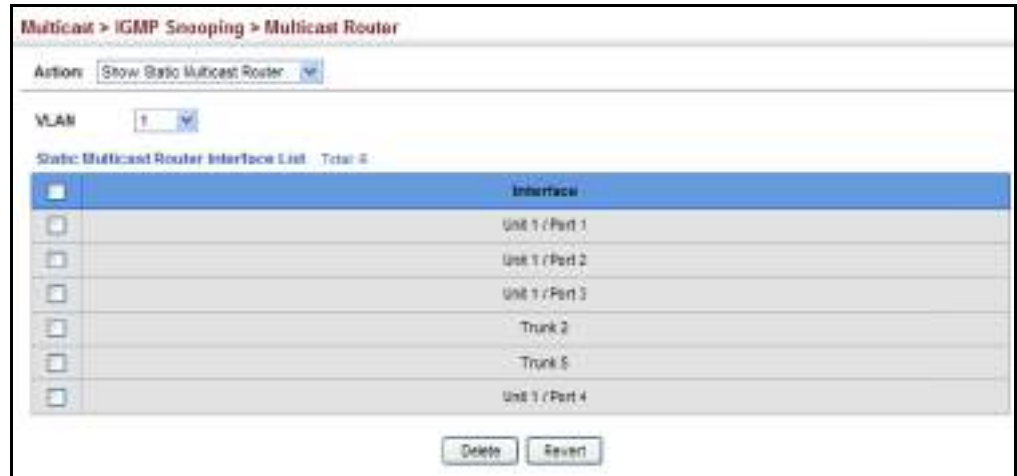 Multicast > IGMP Snooping > Multicast Router
Action: Show Static Multicast Router
VLAN 1
Static Multicast Router Interface List Total: 6
Interface
Unit 1 / Port 1
Unit 1 / Port 2
Unit 1 / Port 3
Trunk 2
Trunk 5
Unit 1 / Port 4
Delete Revert